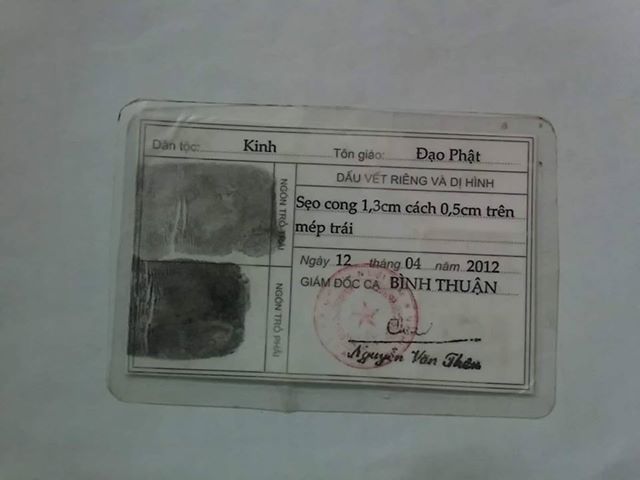 Dân tộc: Kinh Tôn giáo: Đạo Phật
NGÓN TRỎ TRÁI
NGÓN TRỎ PHẢI
DẤU VẾT RIÊNG VÀ DỊ HÌNH
Sẹo cong 1,3cm cách 0,5cm trên
mép trái
Ngày 12 tháng 04 năm 2012
GIÁM ĐỐC CA BÌNH THUẬN
Nguyễn Văn Thân